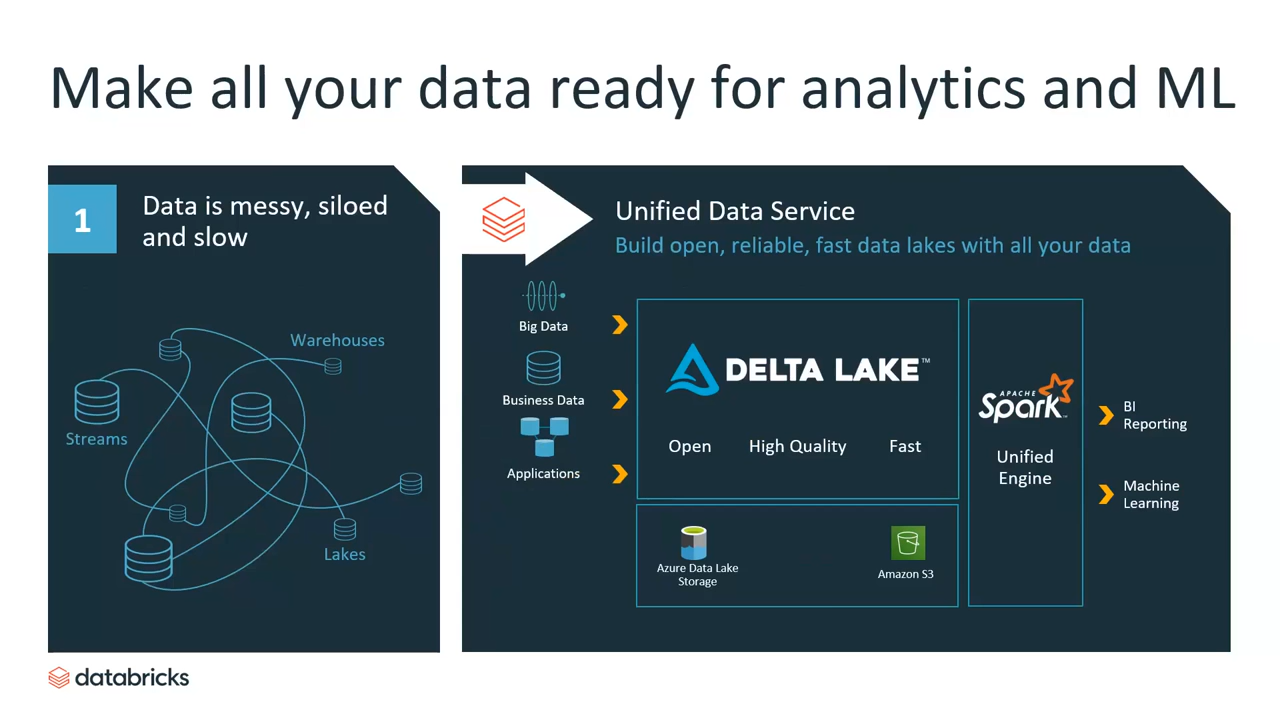 Make all your data ready for analytics and ML
1
Data is messy, siloed
and slow
Warehouses
Streams
Lakes
Unified Data Service
Build open, reliable, fast data lakes with all your data
Big Data
Business Data
Applications
DELTA LAKE™
Open High Quality Fast
Azure Data Lake
Storage
Amazon S3
APACHE
Spark™
Unified
Engine
BI
Reporting
Machine
Learning
databricks